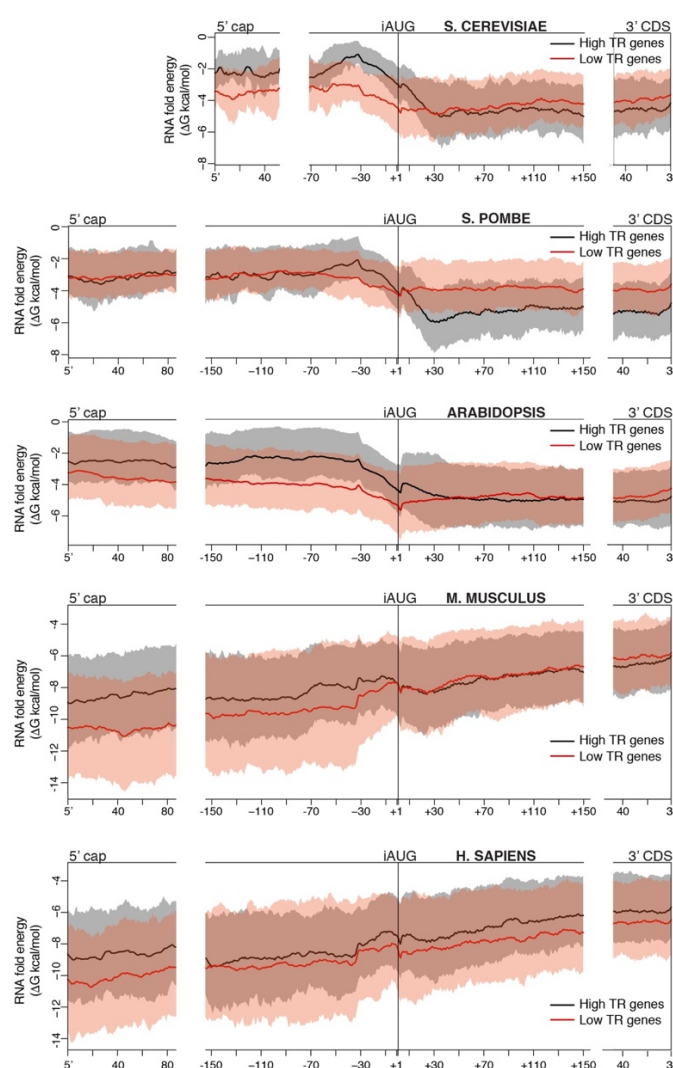 5' cap iAUG S. CEREVISIAE 3' CDS
0
High TR genes
Low TR genes
-2
-4
-6
-8
RNA fold energy
(ΔG kcal/mol)
5' 40 -70 -30 +1 +30 +70 +110 +150 40 3
5' cap iAUG S. POMBE 3' CDS
0
High TR genes
Low TR genes
-2
-4
-6
-8
RNA fold energy
(ΔG kcal/mol)
5' 40 80 -150 -110 -70 -30 +1 +30 +70 +110 +150 40 3
5' cap iAUG ARABIDOPSIS 3' CDS
0
High TR genes
Low TR genes
-2
-4
-6
RNA fold energy
(ΔG kcal/mol)
5' 40 80 -150 -110 -70 -30 +1 +30 +70 +110 +150 40 3
5' cap iAUG M. MUSCULUS 3' CDS
-4
-6
-8
-10
-12
-14
RNA fold energy
(ΔG kcal/mol)
High TR genes
Low TR genes
5' 40 80 -150 -110 -70 -30 +1 +30 +70 +110 +150 40 3
5' cap iAUG H. SAPIENS 3' CDS
-4
-6
-8
-10
-12
-14
RNA fold energy
(ΔG kcal/mol)
High TR genes
Low TR genes
5' 40 80 -150 -110 -70 -30 +1 +30 +70 +110 +150 40 3